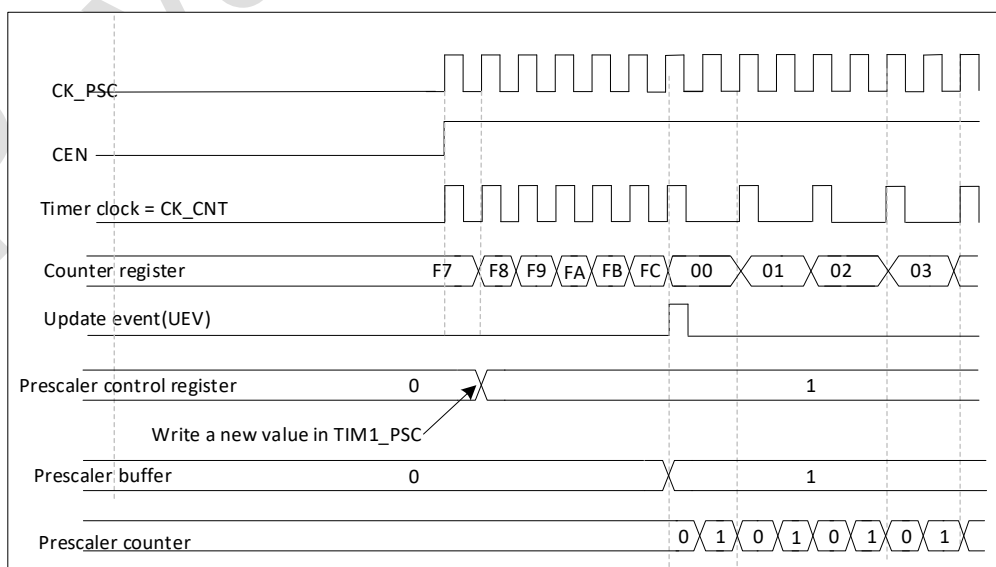 CK_PSC
CEN
Timer clock = CK_CNT
Counter register F7 F8 F9 FA FB FC 00 01 02 03
Update event(UEV)
Prescaler control register 0 1
Write a new value in TIM1_PSC
Prescaler buffer 0 1
Prescaler counter 0 1 0 1 0 1 0 1